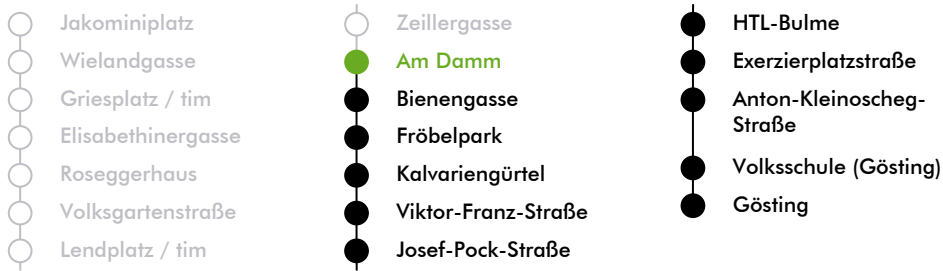 Jakominiplatz
Wielandgasse
Griesplatz / tim
Elisabethinergasse
Roseggerhaus
Volksgartenstraße
Lendplatz / tim
Zeillergasse
Am Damm
Bienengasse
Fröbelpark
Kalvariengürtel
Viktor-Franz-Straße
Josef-Pock-Straße
HTL-Bulme
Exerzierplatzstraße
Anton-Kleinoscheg-
Straße
Volksschule (Gösting)
Gösting